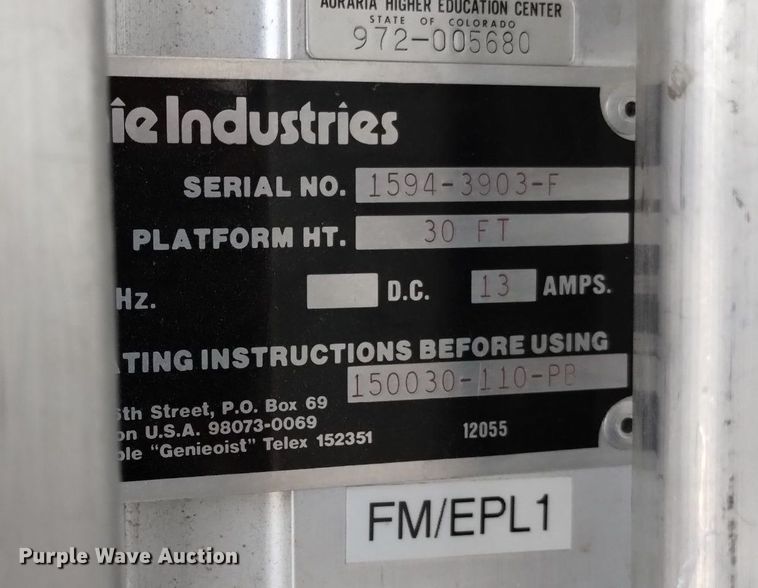 AURARIA HIGHER EDUCATION CENTER
STATE OF COLORADO
972-005680
ie Industries
SERIAL NO. 1594-3903-F
PLATFORM HT. 30 FT
Hz. D.C. 13 AMPS.
ATING INSTRUCTIONS BEFORE USING
150030-110-PB
6th Street, P.O. Box 69
on U.S.A. 98073-0069
ble "Genieoist" Telex 152351
12055
FM/EPL1
Purple Wave Auction